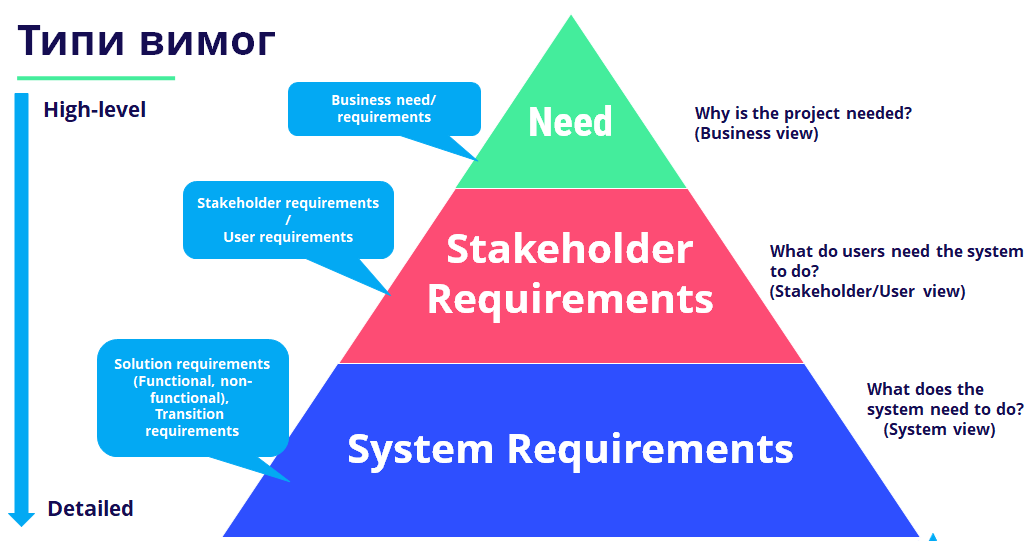 Типи вимог
High-level
Business need/
requirements
Need
Why is the project needed?
(Business view)
Stakeholder requirements
/
User requirements
Stakeholder
Requirements
What do users need the system
to do?
(Stakeholder/User view)
Solution requirements
(Functional, non-
functional),
Transition
requirements
System Requirements
What does the
system need to do?
(System view)
Detailed